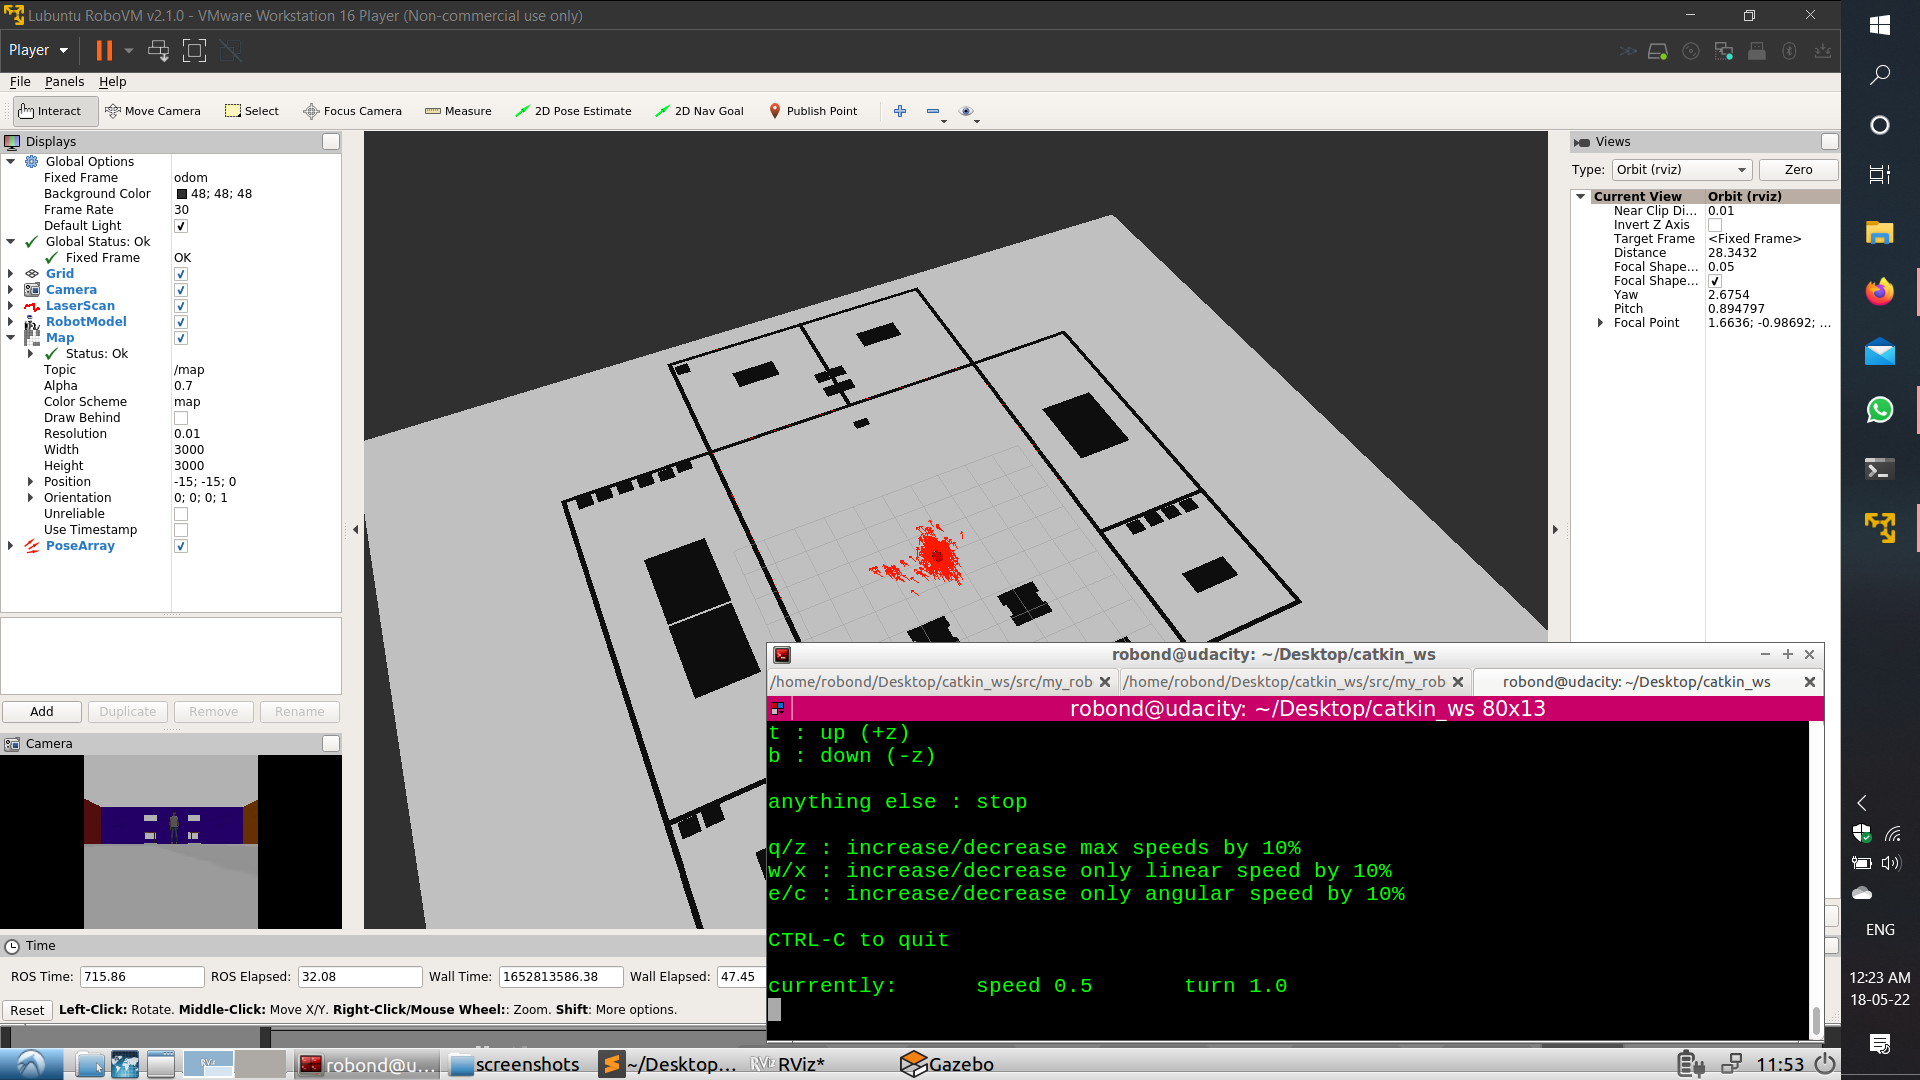 Lubuntu RoboVM v2.1.0 - VMware Workstation 16 Player (Non-commercial use only)
Player
File Panels Help
Interact Move Camera Select Focus Camera Measure 2D Pose Estimate 2D Nav Goal Publish Point
Displays
Global Options
Fixed Frame odom
Background Color 48; 48; 48
Frame Rate 30
Default Light
Global Status: Ok
Fixed Frame OK
Grid
Camera
LaserScan
RobotModel
Map
Status: Ok
Topic /map
Alpha 0.7
Color Scheme map
Draw Behind
Resolution 0.01
Width 3000
Height 3000
Position -15; -15; 0
Orientation 0; 0; 0; 1
Unreliable
Use Timestamp
PoseArray
Add Duplicate Remove Rename
Camera
Views
Type: Orbit (rviz) Zero
Current View Orbit (rviz)
Near Clip Di... 0.01
Invert Z Axis
Target Frame <Fixed Frame>
Distance 28.3432
Focal Shape... 0.05
Focal Shape...
Yaw 2.6754
Pitch 0.894797
Focal Point 1.6636; -0.98692; ...
robond@udacity: ~/Desktop/catkin_ws
/home/robond/Desktop/catkin_ws/src/my_rob /home/robond/Desktop/catkin_ws/src/my_rob robond@udacity: ~/Desktop/catkin_ws
robond@udacity: ~/Desktop/catkin_ws 80x13
t : up (+z)
b : down (-z)
anything else : stop
q/z : increase/decrease max speeds by 10%
w/x : increase/decrease only linear speed by 10%
e/c : increase/decrease only angular speed by 10%
CTRL-C to quit
currently: speed 0.5 turn 1.0
Time
ROS Time: 715.86 ROS Elapsed: 32.08 Wall Time: 1652813586.38 Wall Elapsed: 47.45
Reset Left-Click: Rotate. Middle-Click: Move X/Y. Right-Click/Mouse Wheel:: Zoom. Shift: More options.
RViz robond@u... screenshots ~/Desktop... RViz RViz* Gazebo 11:53
ENG
12:23 AM
18-05-22